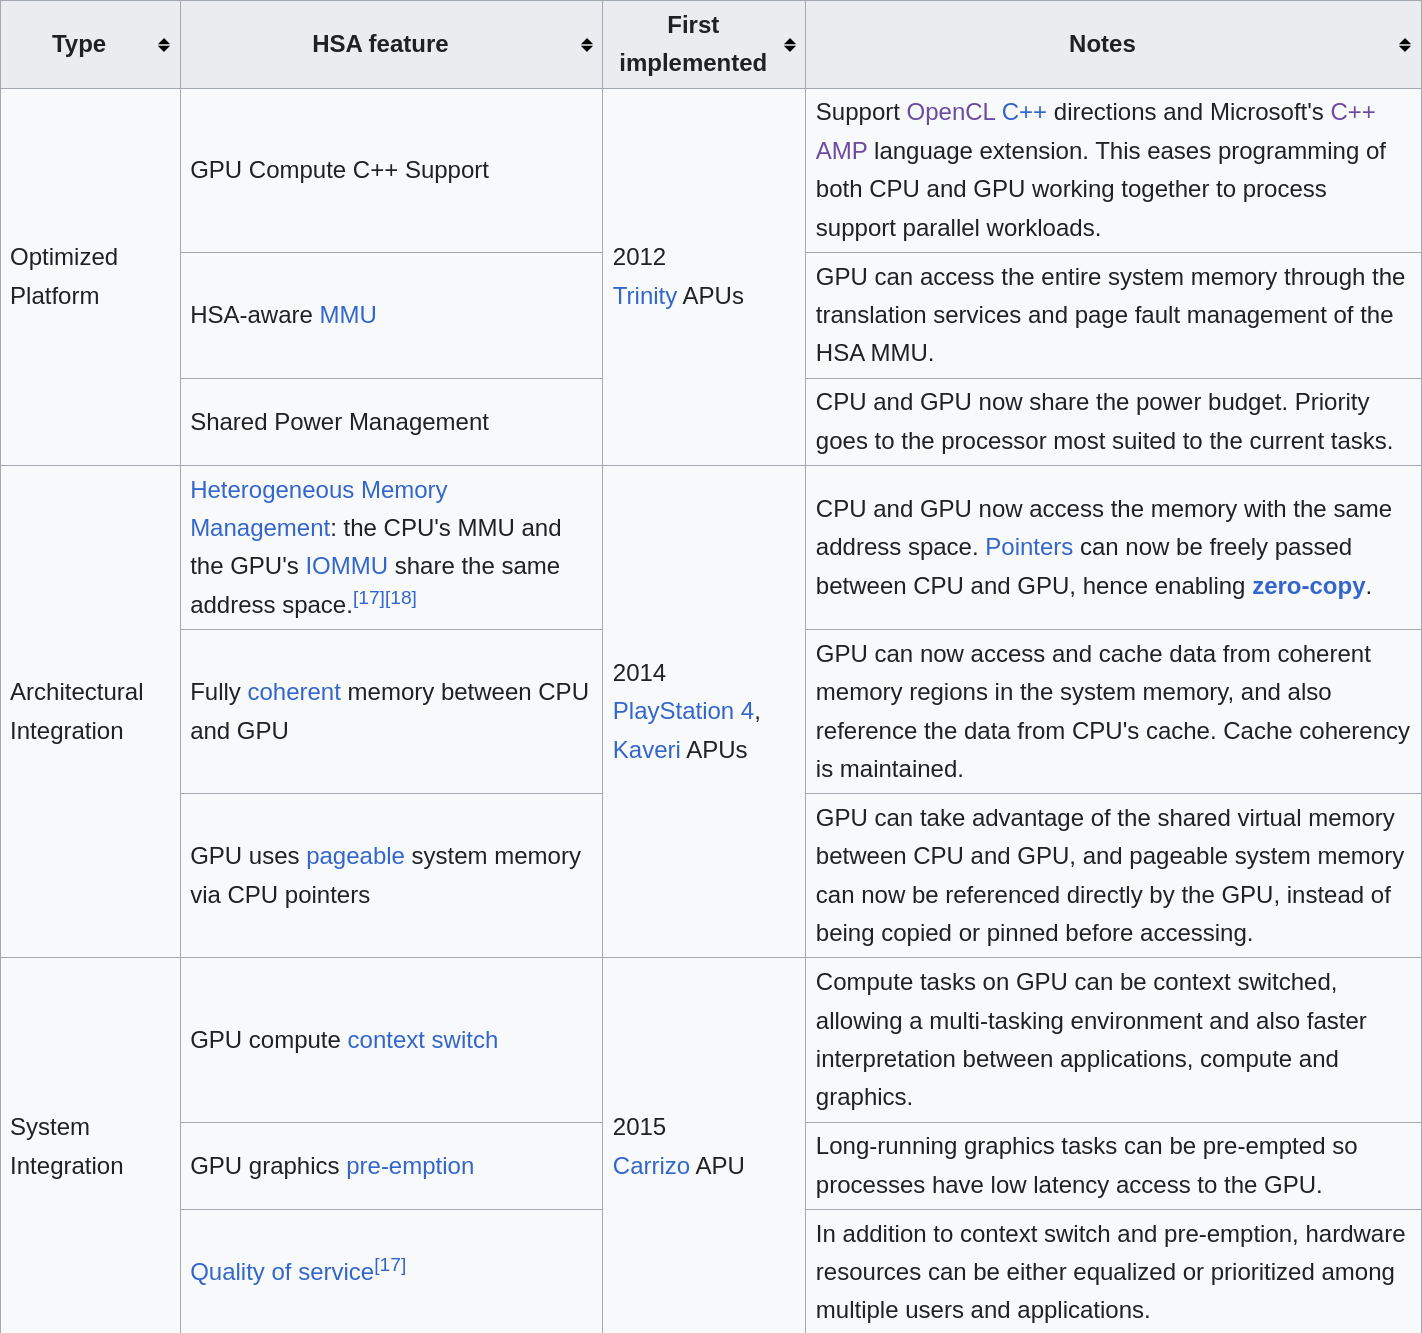 Type
HSA feature
First
implemented
Notes
Optimized
Platform
GPU Compute C++ Support
2012
Trinity APUs
Support OpenCL C++ directions and Microsoft's C++
AMP language extension. This eases programming of
both CPU and GPU working together to process
support parallel workloads.
HSA-aware MMU
GPU can access the entire system memory through the
translation services and page fault management of the
HSA MMU.
Shared Power Management
CPU and GPU now share the power budget. Priority
goes to the processor most suited to the current tasks.
Architectural
Integration
Heterogeneous Memory
Management: the CPU's MMU and
the GPU's IOMMU share the same
address space.[17][18]
2014
PlayStation 4,
Kaveri APUs
CPU and GPU now access the memory with the same
address space. Pointers can now be freely passed
between CPU and GPU, hence enabling zero-copy.
Fully coherent memory between CPU
and GPU
GPU can now access and cache data from coherent
memory regions in the system memory, and also
reference the data from CPU's cache. Cache coherency
is maintained.
GPU uses pageable system memory
via CPU pointers
GPU can take advantage of the shared virtual memory
between CPU and GPU, and pageable system memory
can now be referenced directly by the GPU, instead of
being copied or pinned before accessing.
System
Integration
GPU compute context switch
2015
Carrizo APU
Compute tasks on GPU can be context switched,
allowing a multi-tasking environment and also faster
interpretation between applications, compute and
graphics.
GPU graphics pre-emption
Long-running graphics tasks can be pre-empted so
processes have low latency access to the GPU.
Quality of service[17]
In addition to context switch and pre-emption, hardware
resources can be either equalized or prioritized among
multiple users and applications.